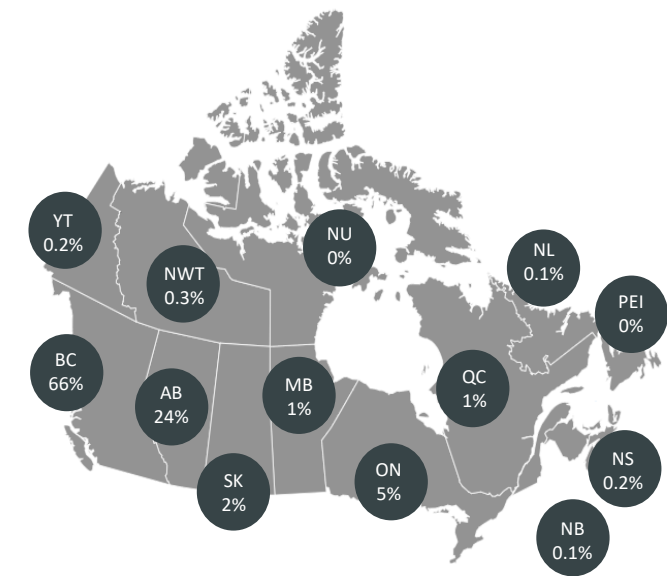 YT
0.2%
NWT
0.3%
NU
0%
NL
0.1%
PEI
0%
BC
66%
AB
24%
MB
1%
QC
1%
SK
2%
ON
5%
NS
0.2%
NB
0.1%